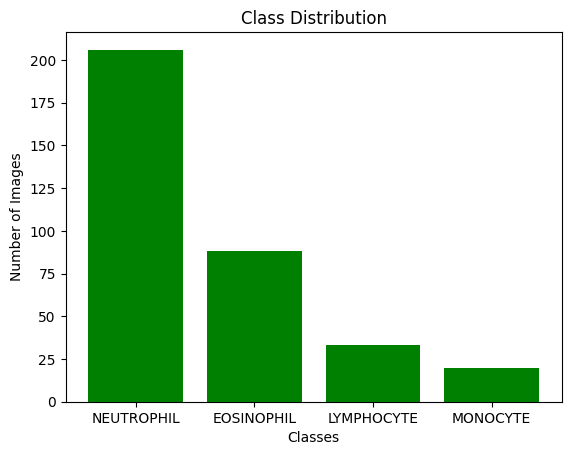 Class Distribution
Number of Images
200
175
150
125
100
75
50
25
0
NEUTROPHIL EOSINOPHIL LYMPHOCYTE MONOCYTE
Classes